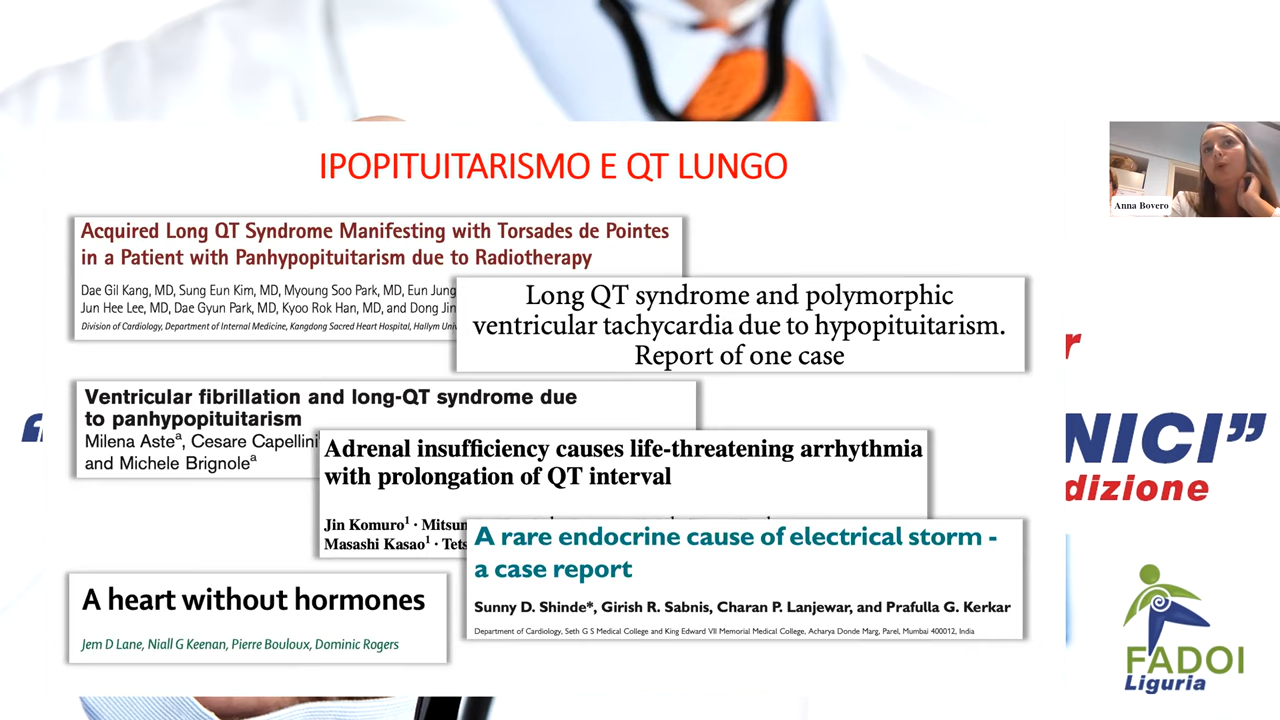 IPOPITUITARISMO E QT LUNGO
Anna Bovero
Acquired Long QT Syndrome Manifesting with Torsades de Pointes
in a Patient with Panhypopituitarism due to Radiotherapy
Dae Gil Kang, MD, Sung Eun Kim, MD, Myoung Soo Park, MD, Eun Jung
Jun Hee Lee, MD, Dae Gyun Park, MD, Kyoo Rok Han, MD, and Dong Jin
Division of Cardiology, Department of Internal Medicine, Kangdong Sacred Heart Hospital, Hallym
Long QT syndrome and polymorphic
ventricular tachycardia due to hypopituitarism.
Report of one case
Ventricular fibrillation and long-QT syndrome due
to panhypopituitarism
Milena Asteª, Cesare Capellini
and Michele Brignoleª
Adrenal insufficiency causes life-threatening arrhythmia
with prolongation of QT interval
Jin Komuro¹ · Mitsun
Masashi Kasao¹ · Tets
A rare endocrine cause of electrical storm -
a case report
Sunny D. Shinde*, Girish R. Sabnis, Charan P. Lanjewar, and Prafulla G. Kerkar
Department of Cardiology, Seth G S Medical College and King Edward VII Memorial Medical College, Acharya Donde Marg, Parel, Mumbai 400012, India
A heart without hormones
Jem D Lane, Niall G Keenan, Pierre Bouloux, Dominic Rogers
r
“
NICI”
dizione
FADOI
Liguria